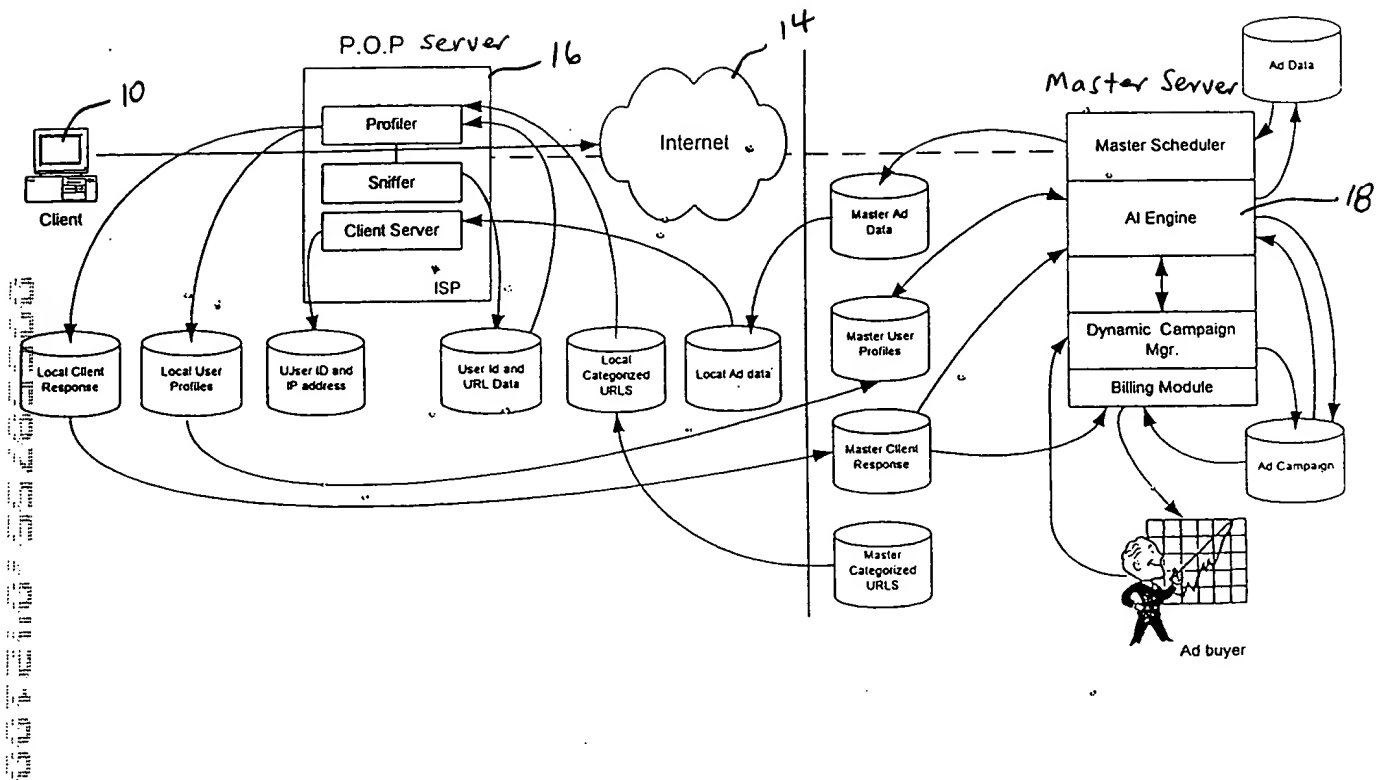 P.O.P server
16
14
10
Client
Profiler
Sniffer
Client Server
ISP
Internet
Master Server
Ad Data
Master Scheduler
AI Engine
18
Dynamic Campaign
Mgr.
Billing Module
Master Ad
Data
Master User
Profiles
Master Client
Response
Master
Categorized
URLS
Local Client
Response
Local User
Profiles
UJser ID and
IP address
User Id and
URL Data
Local
Categorized
URLS
Local Ad data
Ad Campaign
Ad buyer